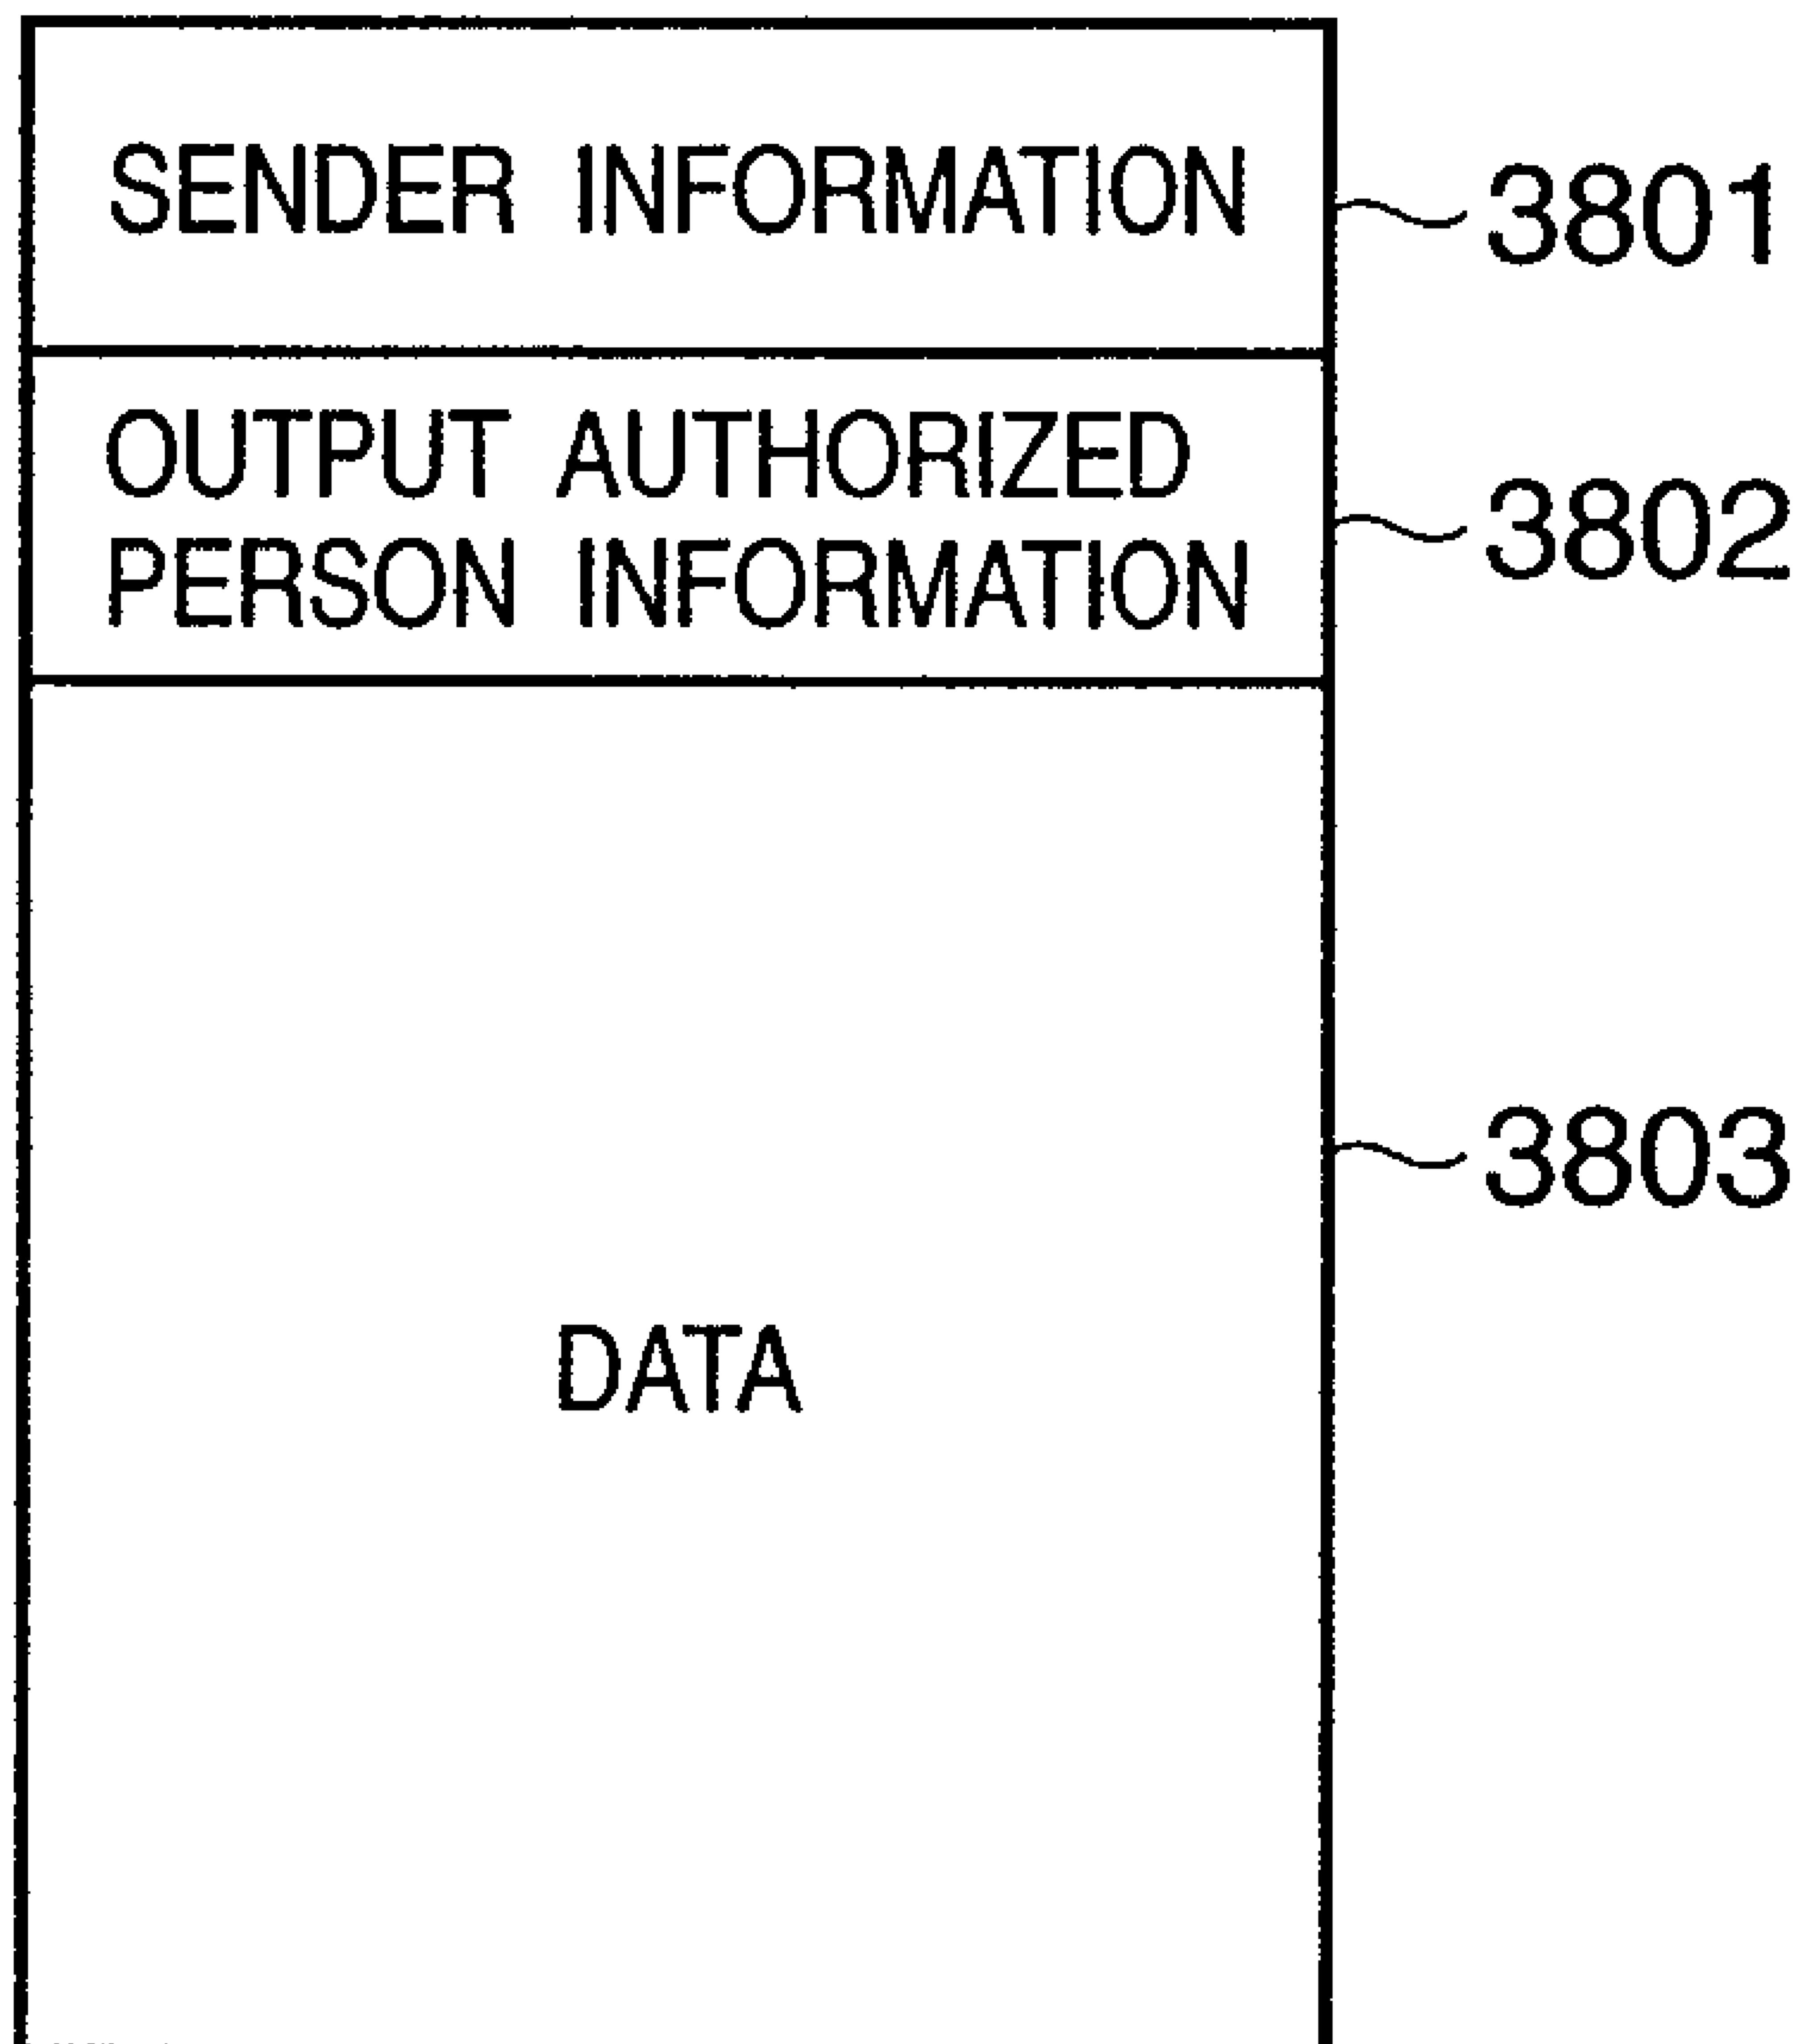 SENDER INFORMATION
3801
OUTPUT AUTHORIZED
PERSON INFORMATION
3802
3803
DATA